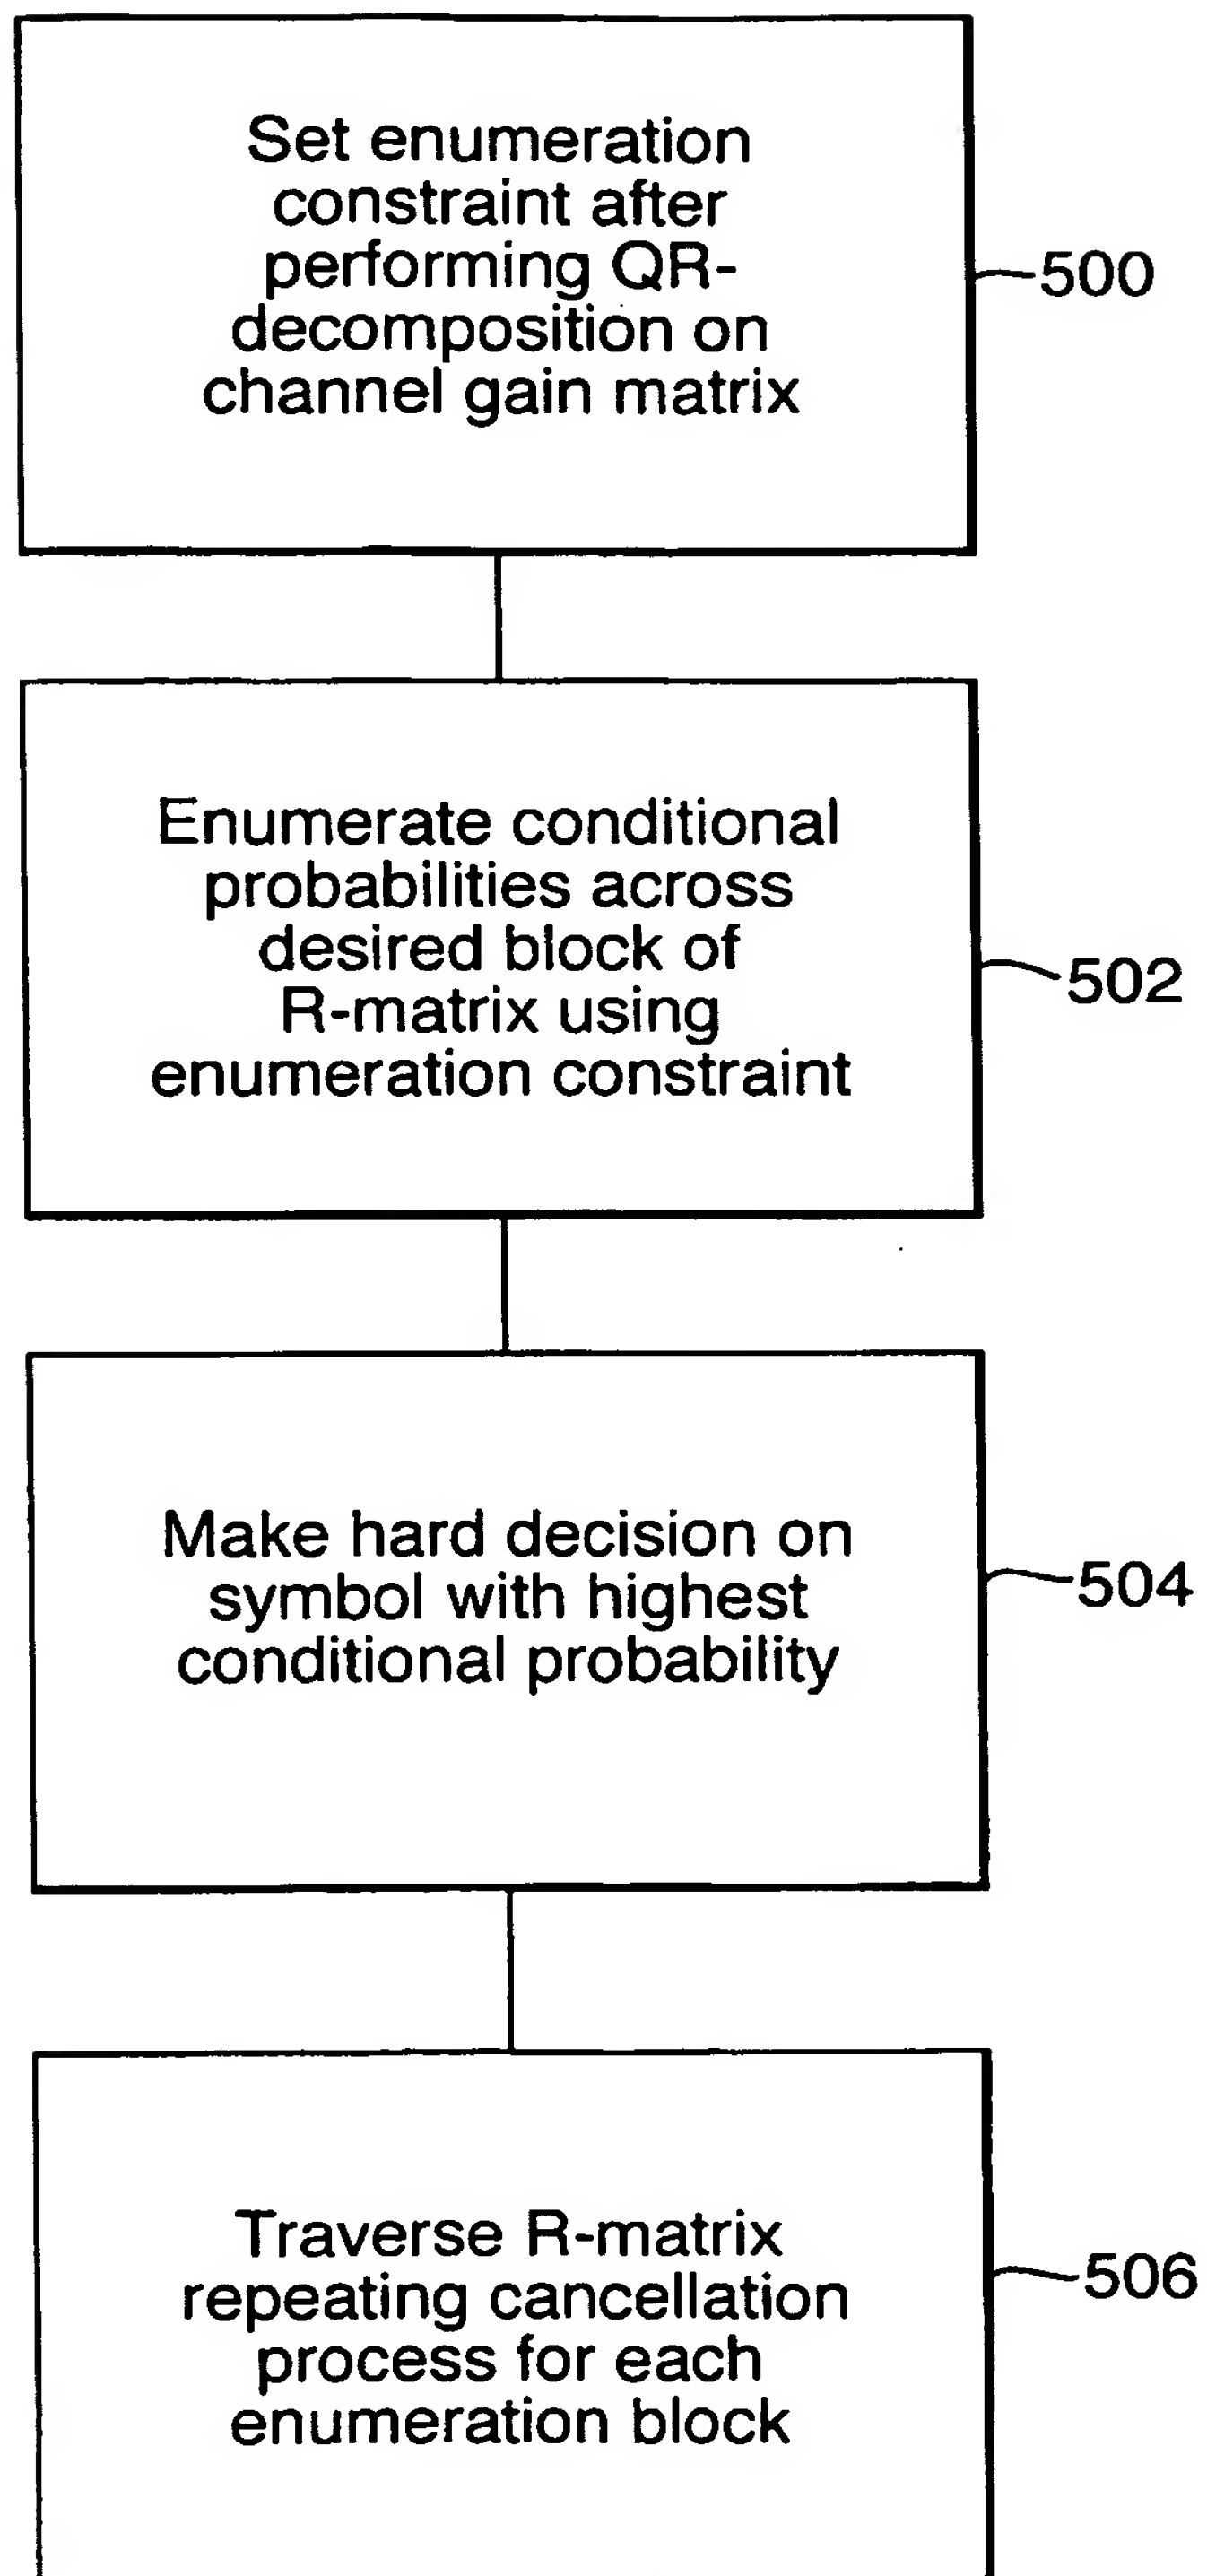 Set enumeration
constraint after
performing QR-
decomposition on
channel gain matrix
500
Enumerate conditional
probabilities across
desired block of
R-matrix using
enumeration constraint
502
Make hard decision on
symbol with highest
conditional probability
504
Traverse R-matrix
repeating cancellation
process for each
enumeration block
506